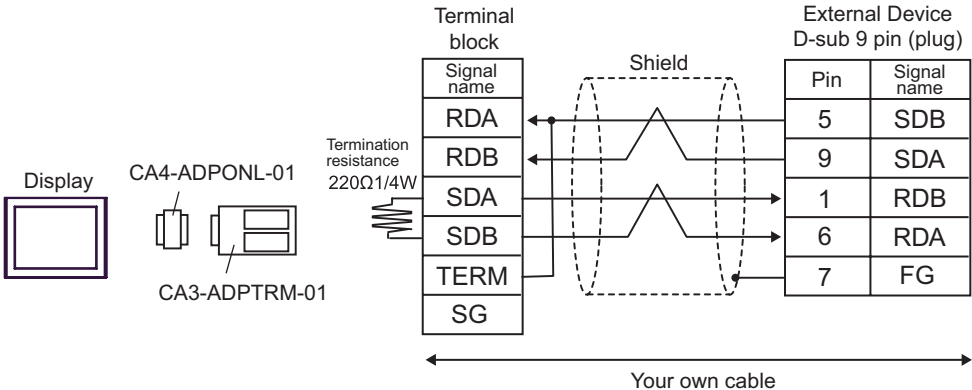 Terminal
block
External Device
D-sub 9 pin (plug)
Shield
Signal
name
Pin
Signal
name
RDA
5
SDB
Termination
resistance
220Ω1/4W
RDB
9
SDA
Display
CA4-ADPONL-01
SDA
1
RDB
SDB
6
RDA
CA3-ADPTRM-01
TERM
7
FG
SG
Your own cable